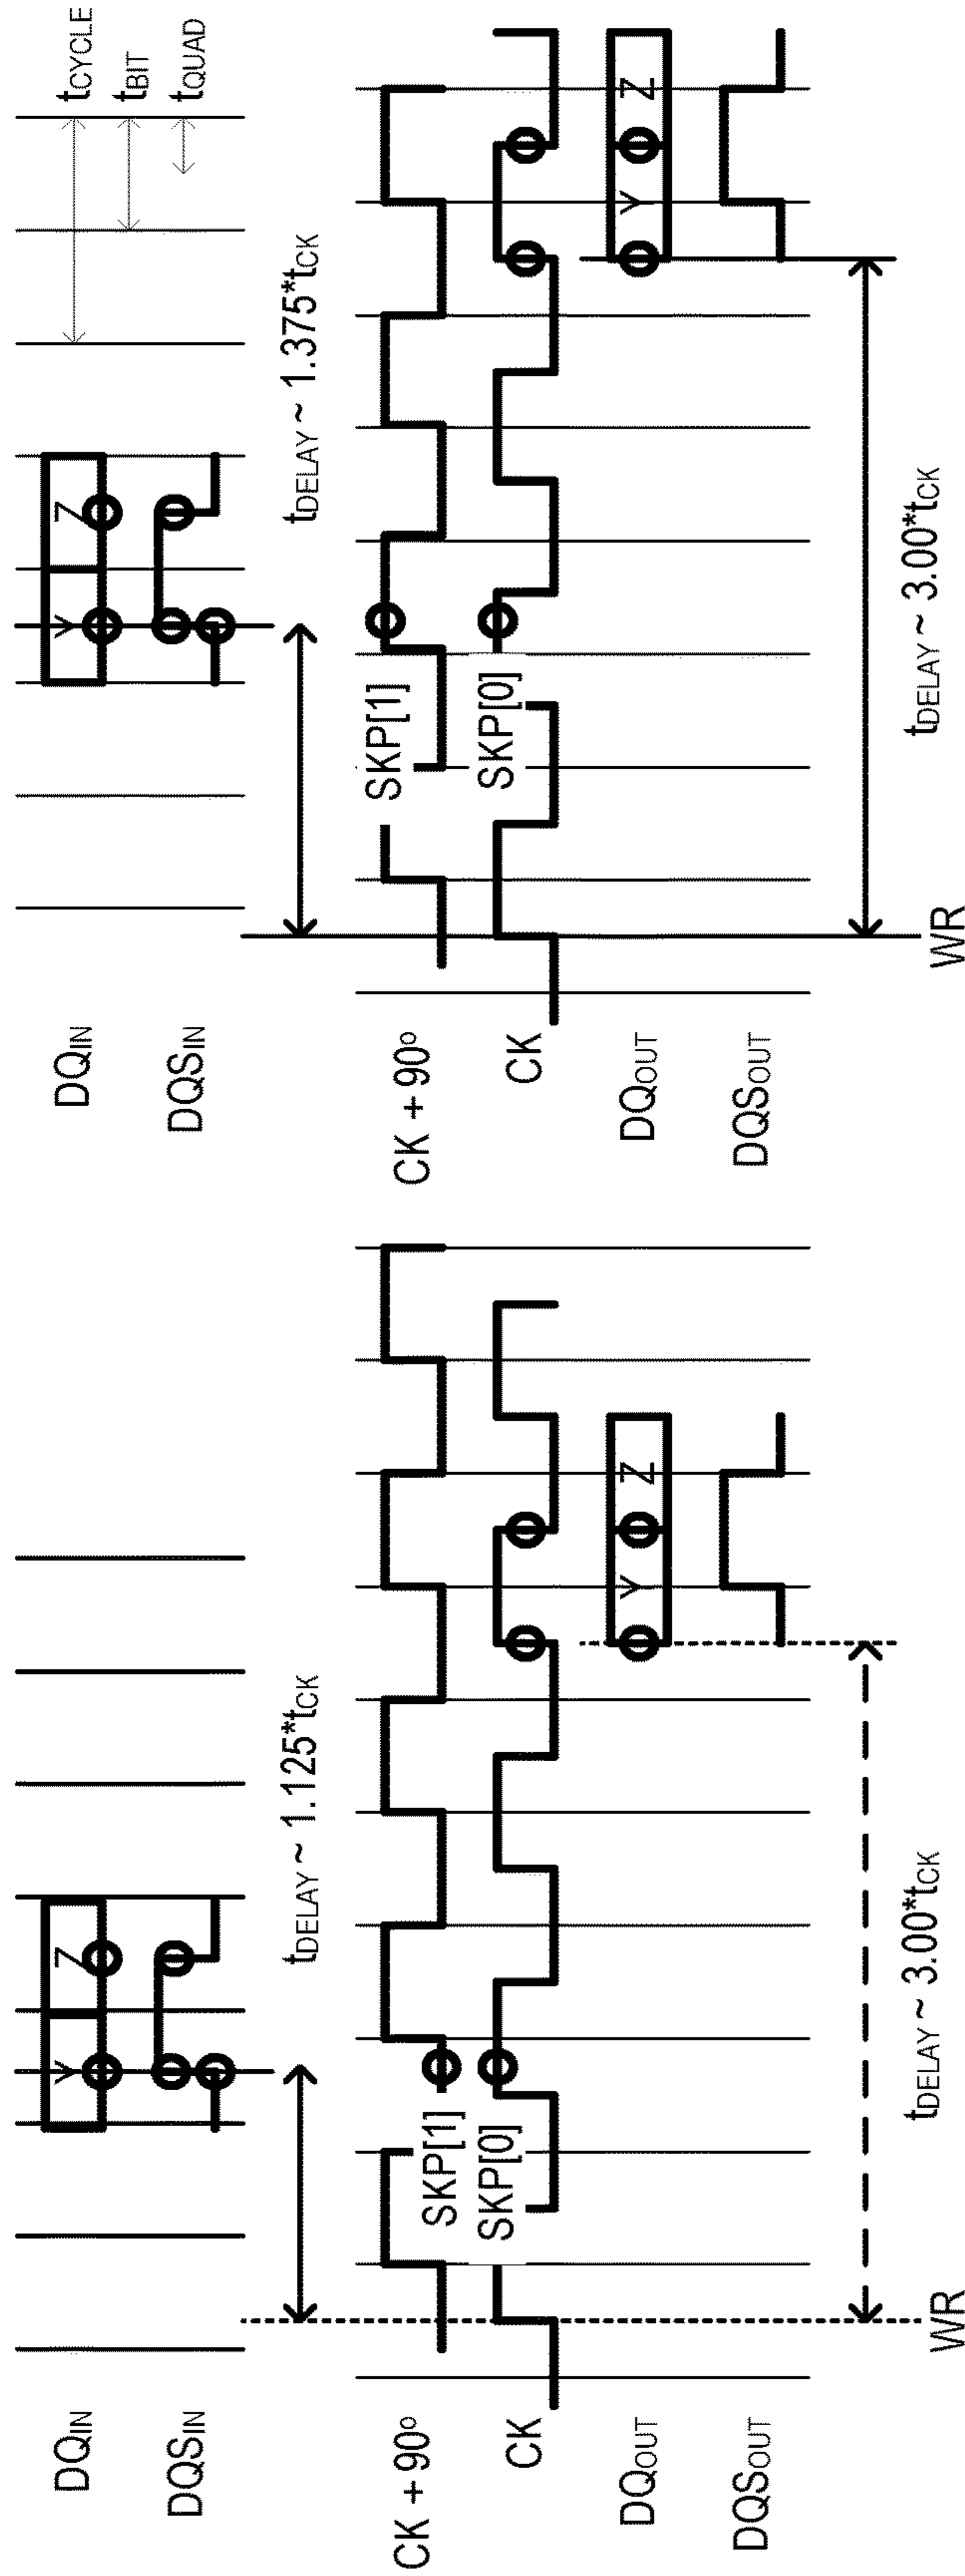 DQIN
DQSIN
Y
Z
tDELAY ~ 1.125*tCK
CK + 90º
SKP[1]
CK
SKP[0]
DQOUT
Y
Z
DQSOUT
tDELAY ~ 3.00*tCK
WR
tCYCLE
tBIT
tQUAD
DQIN
DQSIN
Y
Z
tDELAY ~ 1.375*tCK
CK + 90º
SKP[1]
CK
SKP[0]
DQOUT
Y
Z
DQSOUT
tDELAY ~ 3.00*tCK
WR